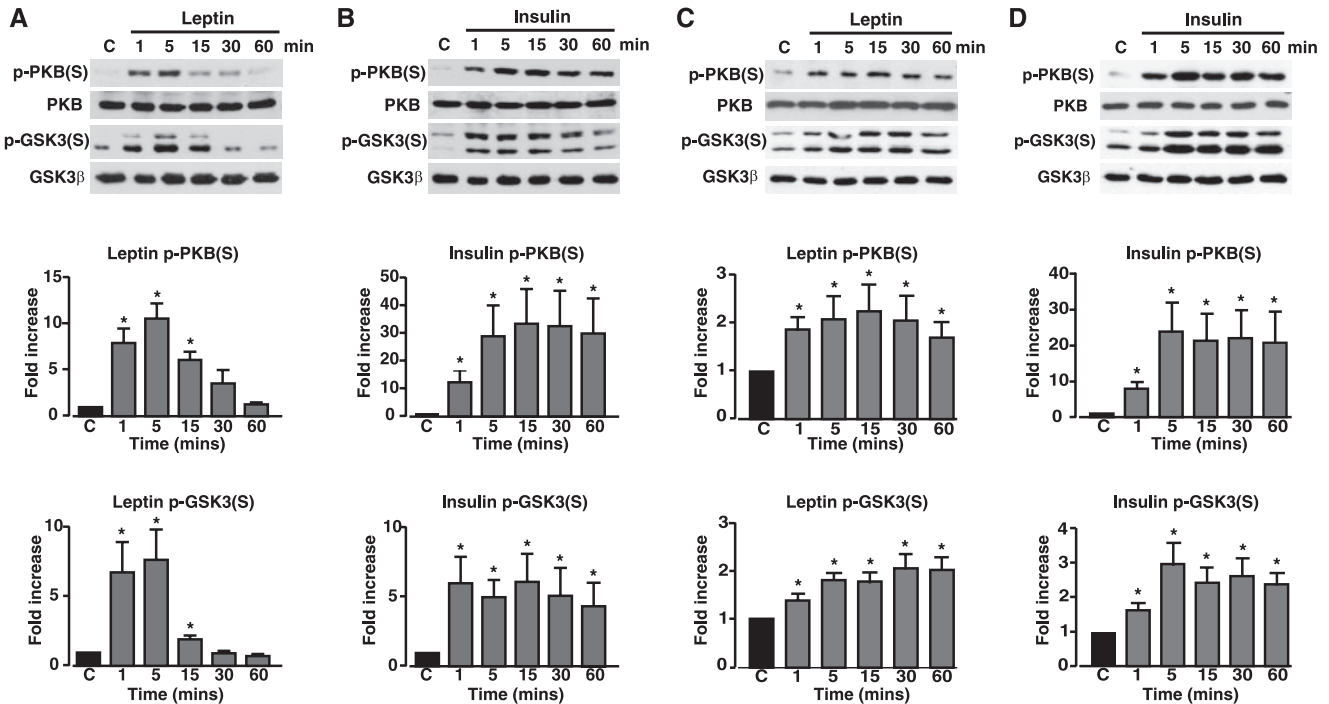 A
Leptin
C 1 5 15 30 60 min
p-PKB(S)
PKB
p-GSK3(S)
GSK3β
Leptin p-PKB(S)
Fold increase
15
10
5
0
* * *
C 1 5 15 30 60
Time (mins)
Leptin p-GSK3(S)
Fold increase
10
5
0
* * *
C 1 5 15 30 60
Time (mins)
B
Insulin
C 1 5 15 30 60
p-PKB(S)
PKB
p-GSK3(S)
GSK3β
Insulin p-PKB(S)
Fold increase
50
40
30
20
10
0
* * * * *
C 1 5 15 30 60
Time (mins)
Insulin p-GSK3(S)
Fold increase
10
5
0
* * * * *
C 1 5 15 30 60
Time (mins)
C
Leptin
C 1 5 15 30 60 min
p-PKB(S)
PKB
p-GSK3(S)
GSK3β
Leptin p-PKB(S)
Fold increase
3
2
1
0
* * * * *
C 1 5 15 30 60
Time (mins)
Leptin p-GSK3(S)
Fold increase
3
2
1
0
* * * * *
C 1 5 15 30 60
Time (mins)
D
Insulin
C 1 5 15 30 60
p-PKB(S)
PKB
p-GSK3(S)
GSK3β
Insulin p-PKB(S)
Fold increase
40
30
20
10
0
* * * * *
C 1 5 15 30 60
Time (mins)
Insulin p-GSK3(S)
Fold increase
4
3
2
1
0
* * * * *
C 1 5 15 30 60
Time (mins)